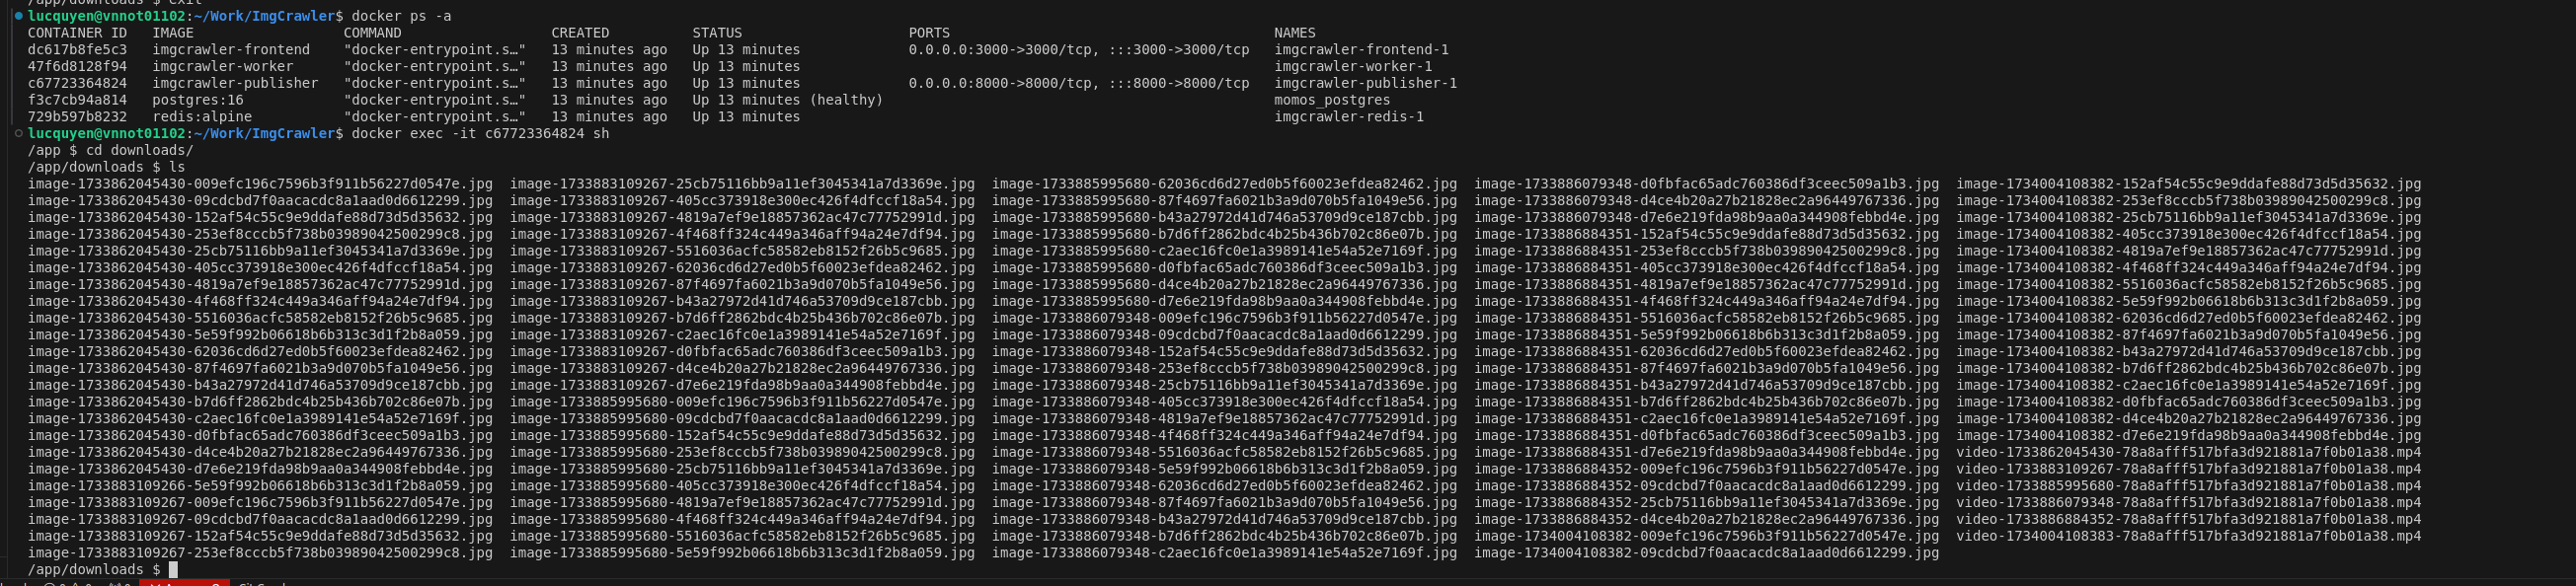 /app/downloads $ exit
lucquyen@vnnot01102:~/Work/ImgCrawler$ docker ps -a
CONTAINER ID   IMAGE                  COMMAND                  CREATED          STATUS                    PORTS                                       NAMES
dc617b8fe5c3   imgcrawler-frontend    "docker-entrypoint.s…"   13 minutes ago   Up 13 minutes             0.0.0.0:3000->3000/tcp, :::3000->3000/tcp   imgcrawler-frontend-1
47f6d8128f94   imgcrawler-worker      "docker-entrypoint.s…"   13 minutes ago   Up 13 minutes                                                         imgcrawler-worker-1
c67723364824   imgcrawler-publisher   "docker-entrypoint.s…"   13 minutes ago   Up 13 minutes             0.0.0.0:8000->8000/tcp, :::8000->8000/tcp   imgcrawler-publisher-1
f3c7cb94a814   postgres:16            "docker-entrypoint.s…"   13 minutes ago   Up 13 minutes (healthy)                                               momos_postgres
729b597b8232   redis:alpine           "docker-entrypoint.s…"   13 minutes ago   Up 13 minutes                                                         imgcrawler-redis-1
lucquyen@vnnot01102:~/Work/ImgCrawler$ docker exec -it c67723364824 sh
/app $ cd downloads/
/app/downloads $ ls
image-1733862045430-009efc196c7596b3f911b56227d0547e.jpg  image-1733883109267-25cb75116bb9a11ef3045341a7d3369e.jpg  image-1733885995680-62036cd6d27ed0b5f60023efdea82462.jpg  image-1733886079348-d0fbfac65adc760386df3ceec509a1b3.jpg  image-1734004108382-152af54c55c9e9ddafe88d73d5d35632.jpg
image-1733862045430-09cdcbd7f0aacacdc8a1aad0d6612299.jpg  image-1733883109267-405cc373918e300ec426f4dfccf18a54.jpg  image-1733885995680-87f4697fa6021b3a9d070b5fa1049e56.jpg  image-1733886079348-d4ce4b20a27b21828ec2a96449767336.jpg  image-1734004108382-253ef8cccb5f738b03989042500299c8.jpg
image-1733862045430-152af54c55c9e9ddafe88d73d5d35632.jpg  image-1733883109267-4819a7ef9e18857362ac47c77752991d.jpg  image-1733885995680-b43a27972d41d746a53709d9ce187cbb.jpg  image-1733886079348-d7e6e219fda98b9aa0a344908febbd4e.jpg  image-1734004108382-25cb75116bb9a11ef3045341a7d3369e.jpg
image-1733862045430-253ef8cccb5f738b03989042500299c8.jpg  image-1733883109267-4f468ff324c449a346aff94a24e7df94.jpg  image-1733885995680-b7d6ff2862bdc4b25b436b702c86e07b.jpg  image-1733886884351-152af54c55c9e9ddafe88d73d5d35632.jpg  image-1734004108382-405cc373918e300ec426f4dfccf18a54.jpg
image-1733862045430-25cb75116bb9a11ef3045341a7d3369e.jpg  image-1733883109267-5516036acfc58582eb8152f26b5c9685.jpg  image-1733885995680-c2aec16fc0e1a3989141e54a52e7169f.jpg  image-1733886884351-253ef8cccb5f738b03989042500299c8.jpg  image-1734004108382-4819a7ef9e18857362ac47c77752991d.jpg
image-1733862045430-405cc373918e300ec426f4dfccf18a54.jpg  image-1733883109267-62036cd6d27ed0b5f60023efdea82462.jpg  image-1733885995680-d0fbfac65adc760386df3ceec509a1b3.jpg  image-1733886884351-405cc373918e300ec426f4dfccf18a54.jpg  image-1734004108382-4f468ff324c449a346aff94a24e7df94.jpg
image-1733862045430-4819a7ef9e18857362ac47c77752991d.jpg  image-1733883109267-87f4697fa6021b3a9d070b5fa1049e56.jpg  image-1733885995680-d4ce4b20a27b21828ec2a96449767336.jpg  image-1733886884351-4819a7ef9e18857362ac47c77752991d.jpg  image-1734004108382-5516036acfc58582eb8152f26b5c9685.jpg
image-1733862045430-4f468ff324c449a346aff94a24e7df94.jpg  image-1733883109267-b43a27972d41d746a53709d9ce187cbb.jpg  image-1733885995680-d7e6e219fda98b9aa0a344908febbd4e.jpg  image-1733886884351-4f468ff324c449a346aff94a24e7df94.jpg  image-1734004108382-5e59f992b06618b6b313c3d1f2b8a059.jpg
image-1733862045430-5516036acfc58582eb8152f26b5c9685.jpg  image-1733883109267-b7d6ff2862bdc4b25b436b702c86e07b.jpg  image-1733886079348-009efc196c7596b3f911b56227d0547e.jpg  image-1733886884351-5516036acfc58582eb8152f26b5c9685.jpg  image-1734004108382-62036cd6d27ed0b5f60023efdea82462.jpg
image-1733862045430-5e59f992b06618b6b313c3d1f2b8a059.jpg  image-1733883109267-c2aec16fc0e1a3989141e54a52e7169f.jpg  image-1733886079348-09cdcbd7f0aacacdc8a1aad0d6612299.jpg  image-1733886884351-5e59f992b06618b6b313c3d1f2b8a059.jpg  image-1734004108382-87f4697fa6021b3a9d070b5fa1049e56.jpg
image-1733862045430-62036cd6d27ed0b5f60023efdea82462.jpg  image-1733883109267-d0fbfac65adc760386df3ceec509a1b3.jpg  image-1733886079348-152af54c55c9e9ddafe88d73d5d35632.jpg  image-1733886884351-62036cd6d27ed0b5f60023efdea82462.jpg  image-1734004108382-b43a27972d41d746a53709d9ce187cbb.jpg
image-1733862045430-87f4697fa6021b3a9d070b5fa1049e56.jpg  image-1733883109267-d4ce4b20a27b21828ec2a96449767336.jpg  image-1733886079348-253ef8cccb5f738b03989042500299c8.jpg  image-1733886884351-87f4697fa6021b3a9d070b5fa1049e56.jpg  image-1734004108382-b7d6ff2862bdc4b25b436b702c86e07b.jpg
image-1733862045430-b43a27972d41d746a53709d9ce187cbb.jpg  image-1733883109267-d7e6e219fda98b9aa0a344908febbd4e.jpg  image-1733886079348-25cb75116bb9a11ef3045341a7d3369e.jpg  image-1733886884351-b43a27972d41d746a53709d9ce187cbb.jpg  image-1734004108382-c2aec16fc0e1a3989141e54a52e7169f.jpg
image-1733862045430-b7d6ff2862bdc4b25b436b702c86e07b.jpg  image-1733885995680-009efc196c7596b3f911b56227d0547e.jpg  image-1733886079348-405cc373918e300ec426f4dfccf18a54.jpg  image-1733886884351-b7d6ff2862bdc4b25b436b702c86e07b.jpg  image-1734004108382-d0fbfac65adc760386df3ceec509a1b3.jpg
image-1733862045430-c2aec16fc0e1a3989141e54a52e7169f.jpg  image-1733885995680-09cdcbd7f0aacacdc8a1aad0d6612299.jpg  image-1733886079348-4819a7ef9e18857362ac47c77752991d.jpg  image-1733886884351-c2aec16fc0e1a3989141e54a52e7169f.jpg  image-1734004108382-d4ce4b20a27b21828ec2a96449767336.jpg
image-1733862045430-d0fbfac65adc760386df3ceec509a1b3.jpg  image-1733885995680-152af54c55c9e9ddafe88d73d5d35632.jpg  image-1733886079348-4f468ff324c449a346aff94a24e7df94.jpg  image-1733886884351-d0fbfac65adc760386df3ceec509a1b3.jpg  image-1734004108382-d7e6e219fda98b9aa0a344908febbd4e.jpg
image-1733862045430-d4ce4b20a27b21828ec2a96449767336.jpg  image-1733885995680-253ef8cccb5f738b03989042500299c8.jpg  image-1733886079348-5516036acfc58582eb8152f26b5c9685.jpg  image-1733886884351-d7e6e219fda98b9aa0a344908febbd4e.jpg  video-1733862045430-78a8afff517bfa3d921881a7f0b01a38.mp4
image-1733862045430-d7e6e219fda98b9aa0a344908febbd4e.jpg  image-1733885995680-25cb75116bb9a11ef3045341a7d3369e.jpg  image-1733886079348-5e59f992b06618b6b313c3d1f2b8a059.jpg  image-1733886884352-009efc196c7596b3f911b56227d0547e.jpg  video-1733883109267-78a8afff517bfa3d921881a7f0b01a38.mp4
image-1733883109266-5e59f992b06618b6b313c3d1f2b8a059.jpg  image-1733885995680-405cc373918e300ec426f4dfccf18a54.jpg  image-1733886079348-62036cd6d27ed0b5f60023efdea82462.jpg  image-1733886884352-09cdcbd7f0aacacdc8a1aad0d6612299.jpg  video-1733885995680-78a8afff517bfa3d921881a7f0b01a38.mp4
image-1733883109267-009efc196c7596b3f911b56227d0547e.jpg  image-1733885995680-4819a7ef9e18857362ac47c77752991d.jpg  image-1733886079348-87f4697fa6021b3a9d070b5fa1049e56.jpg  image-1733886884352-25cb75116bb9a11ef3045341a7d3369e.jpg  video-1733886079348-78a8afff517bfa3d921881a7f0b01a38.mp4
image-1733883109267-09cdcbd7f0aacacdc8a1aad0d6612299.jpg  image-1733885995680-4f468ff324c449a346aff94a24e7df94.jpg  image-1733886079348-b43a27972d41d746a53709d9ce187cbb.jpg  image-1733886884352-d4ce4b20a27b21828ec2a96449767336.jpg  video-1733886884352-78a8afff517bfa3d921881a7f0b01a38.mp4
image-1733883109267-152af54c55c9e9ddafe88d73d5d35632.jpg  image-1733885995680-5516036acfc58582eb8152f26b5c9685.jpg  image-1733886079348-b7d6ff2862bdc4b25b436b702c86e07b.jpg  image-1734004108382-009efc196c7596b3f911b56227d0547e.jpg  video-1734004108383-78a8afff517bfa3d921881a7f0b01a38.mp4
image-1733883109267-253ef8cccb5f738b03989042500299c8.jpg  image-1733885995680-5e59f992b06618b6b313c3d1f2b8a059.jpg  image-1733886079348-c2aec16fc0e1a3989141e54a52e7169f.jpg  image-1734004108382-09cdcbd7f0aacacdc8a1aad0d6612299.jpg
/app/downloads $